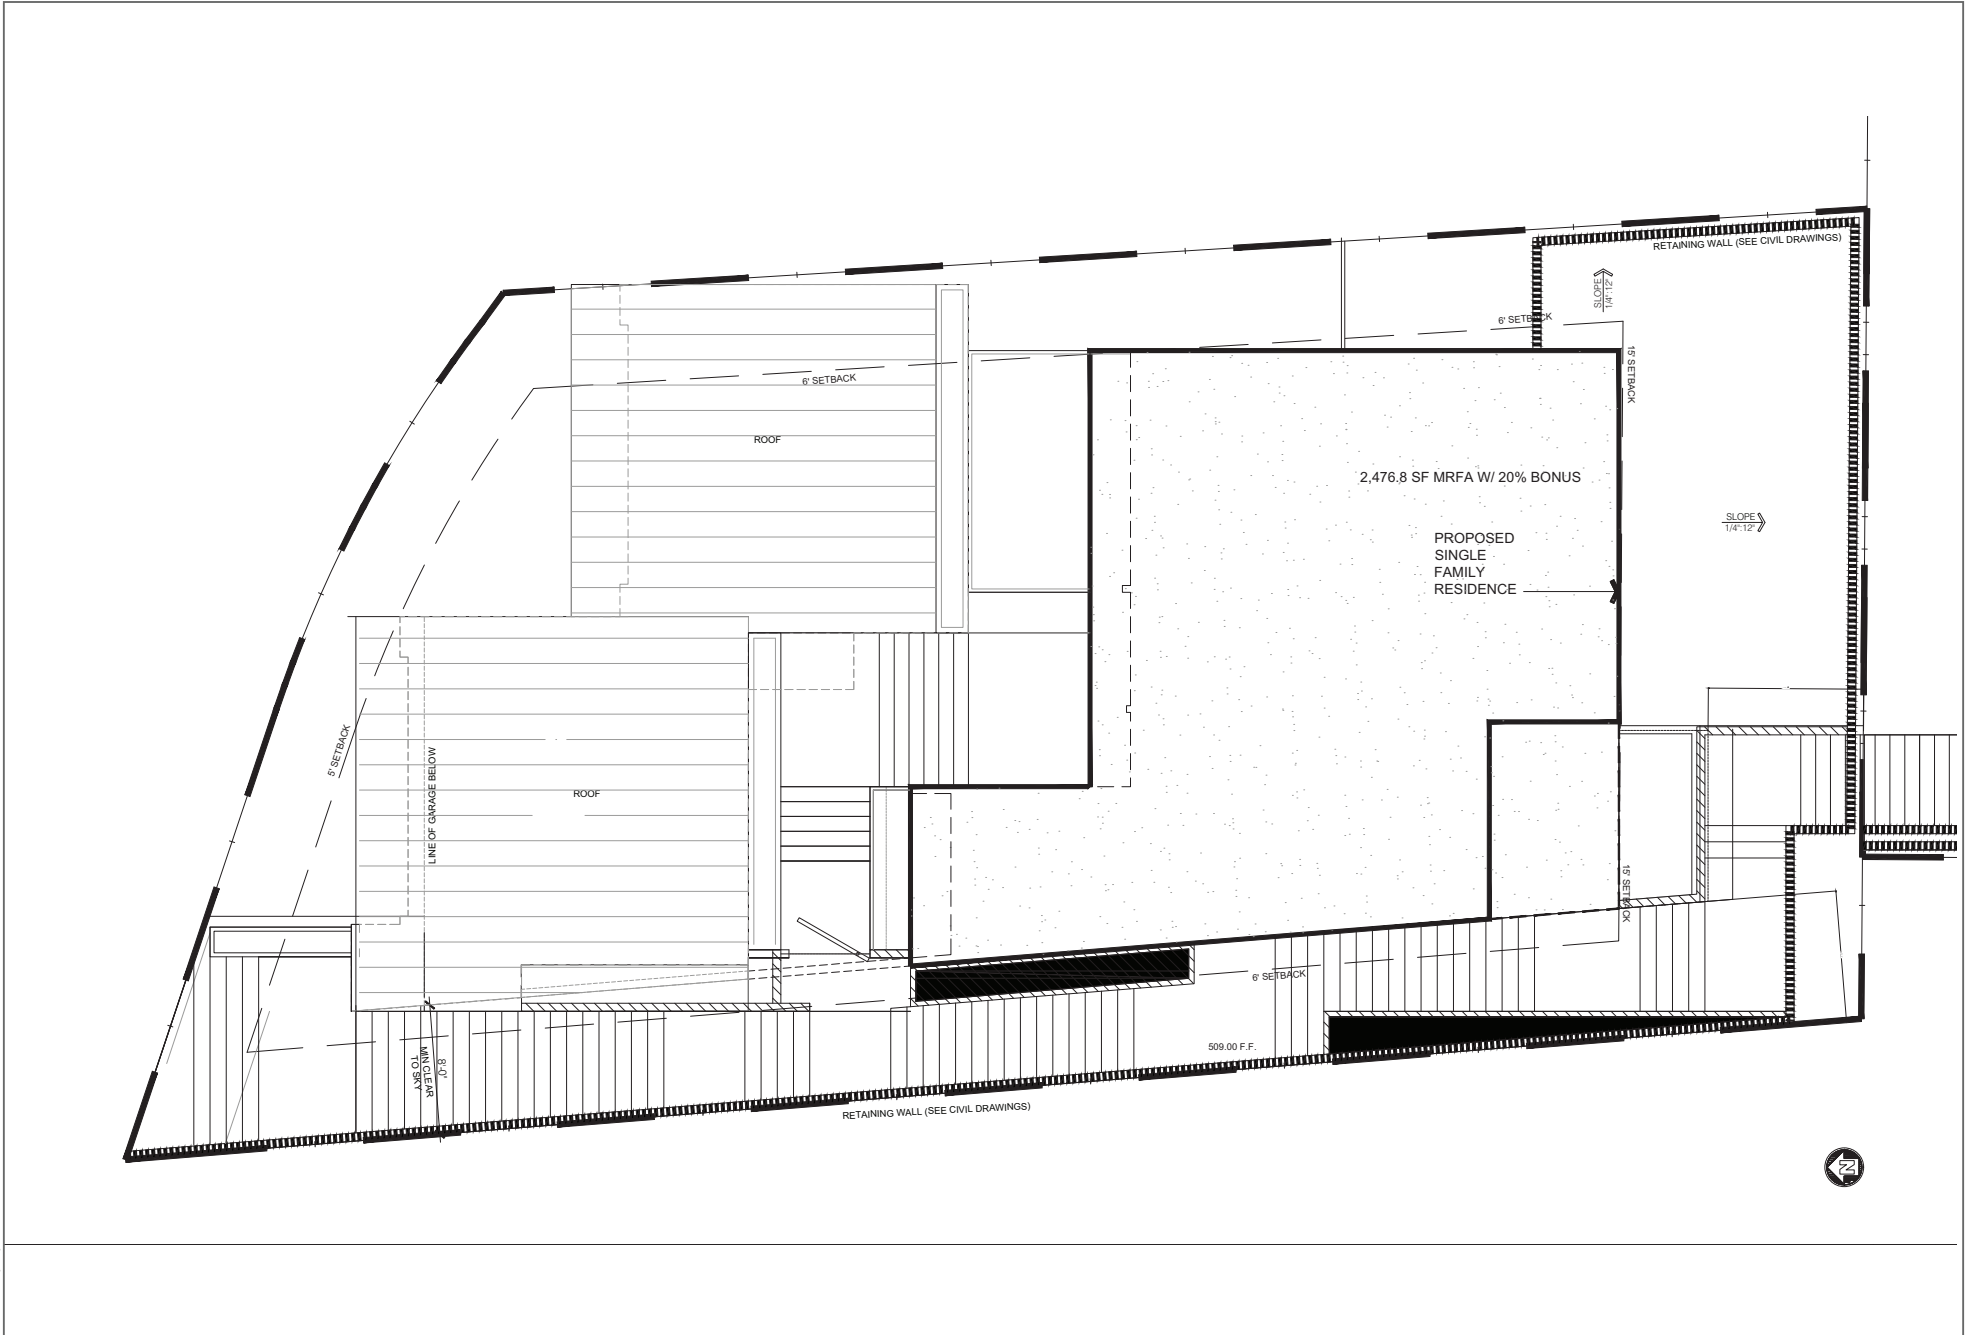 RETAINING WALL (SEE CIVIL DRAWINGS)
SLOPE
1/4":12"
6' SETBACK
15' SETBACK
6' SETBACK
ROOF
2,476.8 SF MRFA W/ 20% BONUS
SLOPE
1/4":12"
PROPOSED
SINGLE
FAMILY
RESIDENCE
5' SETBACK
LINE OF GARAGE BELOW
ROOF
15' SETBACK
6' SETBACK
509.00 F.F.
8'-0"
MIN CLEAR
TO SKY
RETAINING WALL (SEE CIVIL DRAWINGS)
N